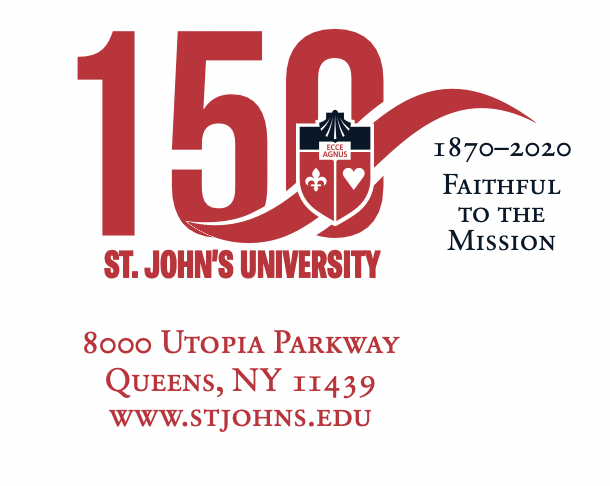 150
ECCE
AGNUS
1870–2020
Faithful
to the
Mission
ST. JOHN'S UNIVERSITY
8000 Utopia Parkway
Queens, NY 11439
www.stjohns.edu